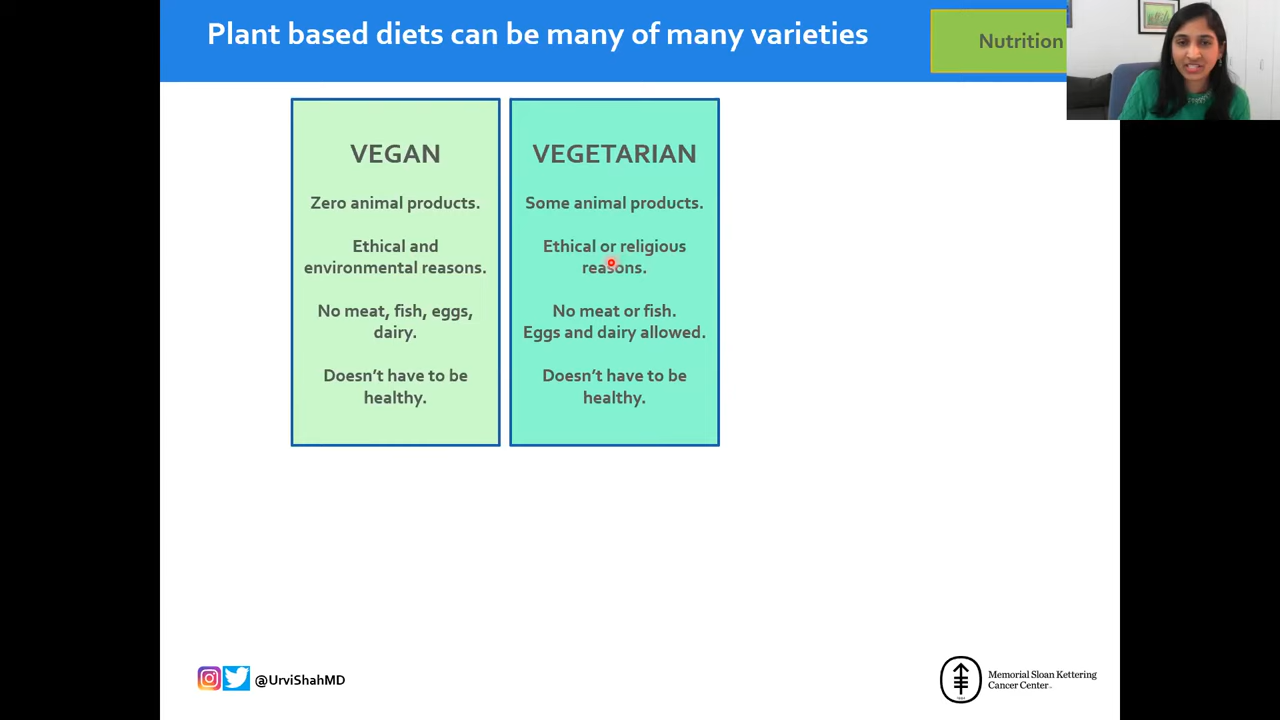 Plant based diets can be many of many varieties
Nutrition
VEGAN
Zero animal products.
Ethical and
environmental reasons.
No meat, fish, eggs,
dairy.
Doesn't have to be
healthy.
VEGETARIAN
Some animal products.
Ethical or religious
reasons.
No meat or fish.
Eggs and dairy allowed.
Doesn't have to be
healthy.
@UrviShahMD
Memorial Sloan Kettering
Cancer Center